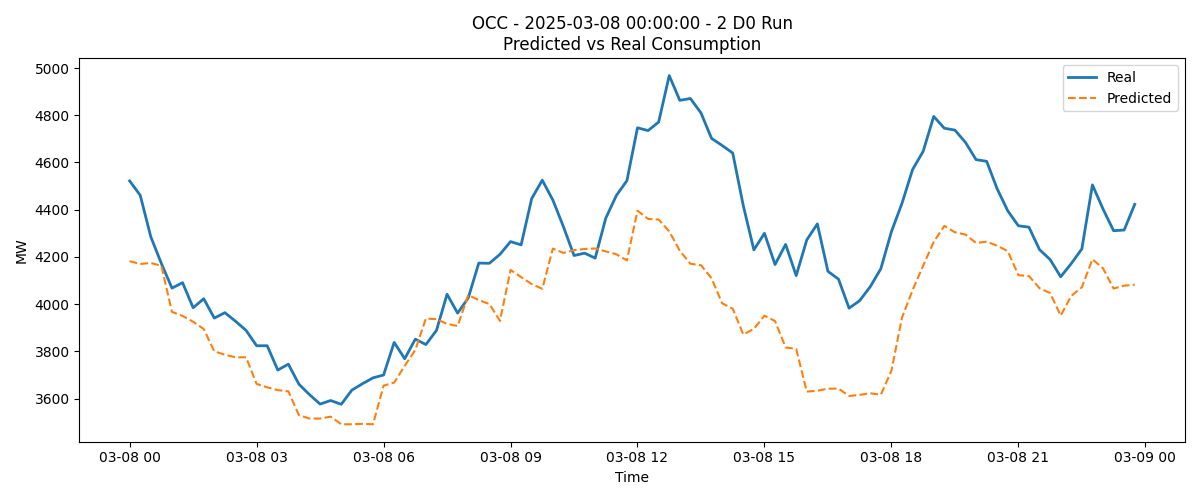 OCC - 2025-03-08 00:00:00 - 2 D0 Run
Predicted vs Real Consumption
5000
4800
4600
4400
4200
4000
3800
3600
MW
Real
Predicted
03-08 00
03-08 03
03-08 06
03-08 09
03-08 12
03-08 15
03-08 18
03-08 21
03-09 00
Time